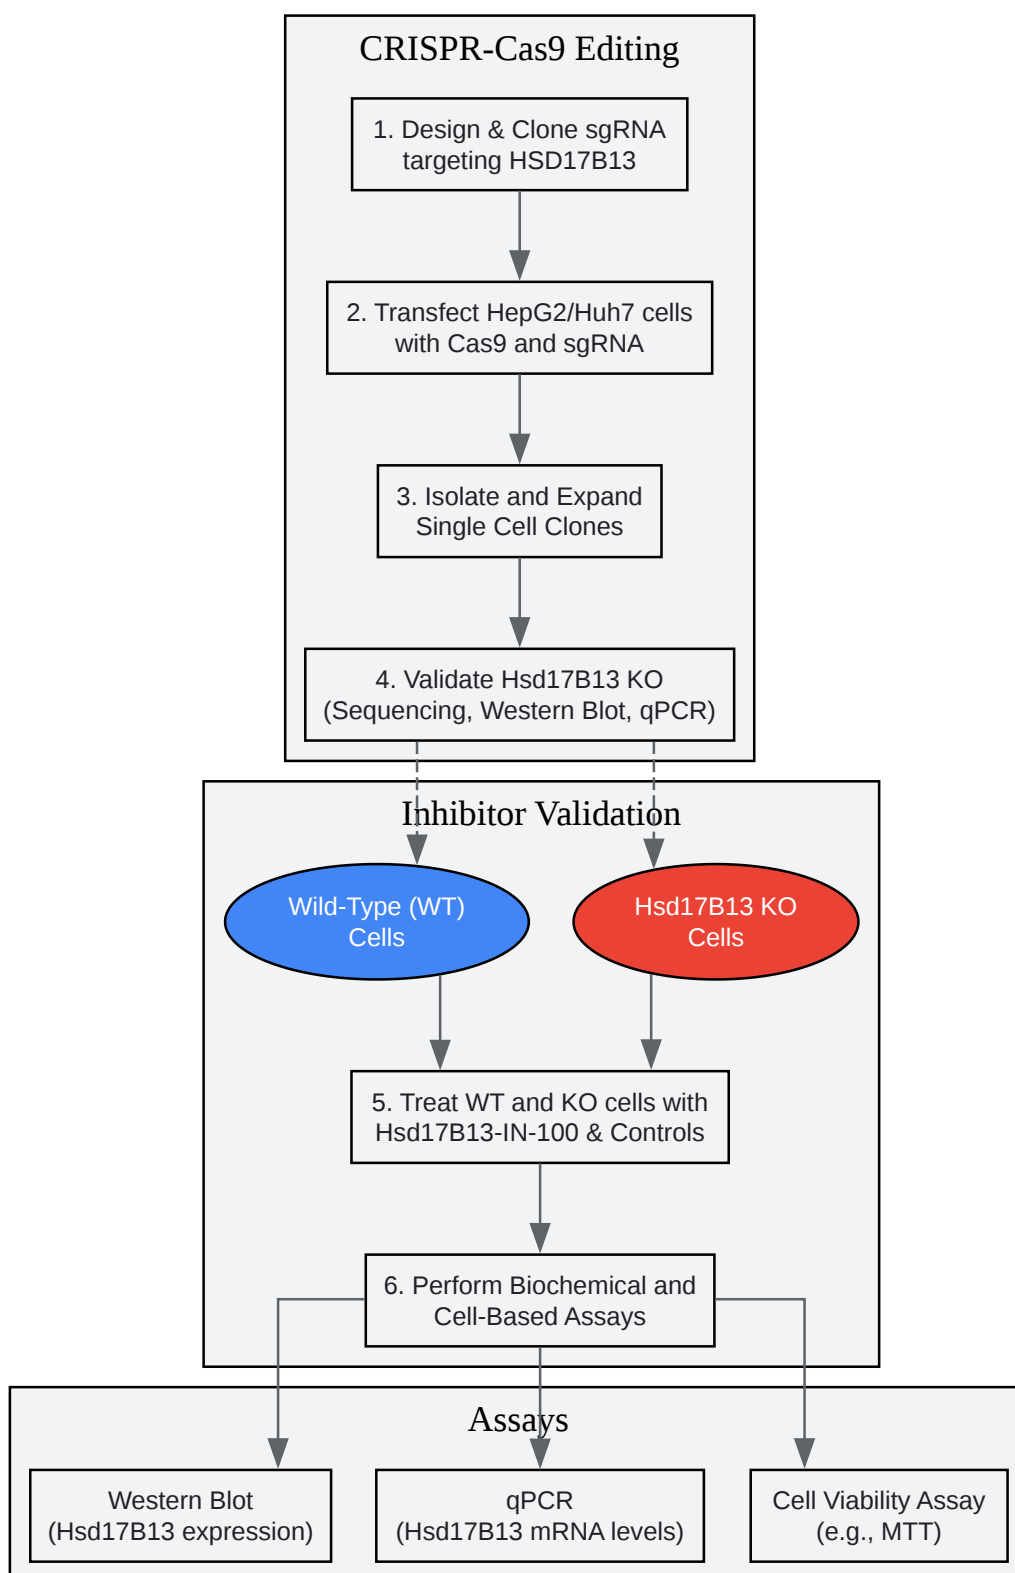 CRISPR-Cas9 Editing
1. Design & Clone sgRNA
targeting HSD17B13
2. Transfect HepG2/Huh7 cells
with Cas9 and sgRNA
3. Isolate and Expand
Single Cell Clones
4. Validate Hsd17B13 KO
(Sequencing, Western Blot, qPCR)
Inhibitor Validation
Wild-Type (WT)
Cells
Hsd17B13 KO
Cells
5. Treat WT and KO cells with
Hsd17B13-IN-100 & Controls
6. Perform Biochemical and
Cell-Based Assays
Assays
Western Blot
(Hsd17B13 expression)
qPCR
(Hsd17B13 mRNA levels)
Cell Viability Assay
(e.g., MTT)